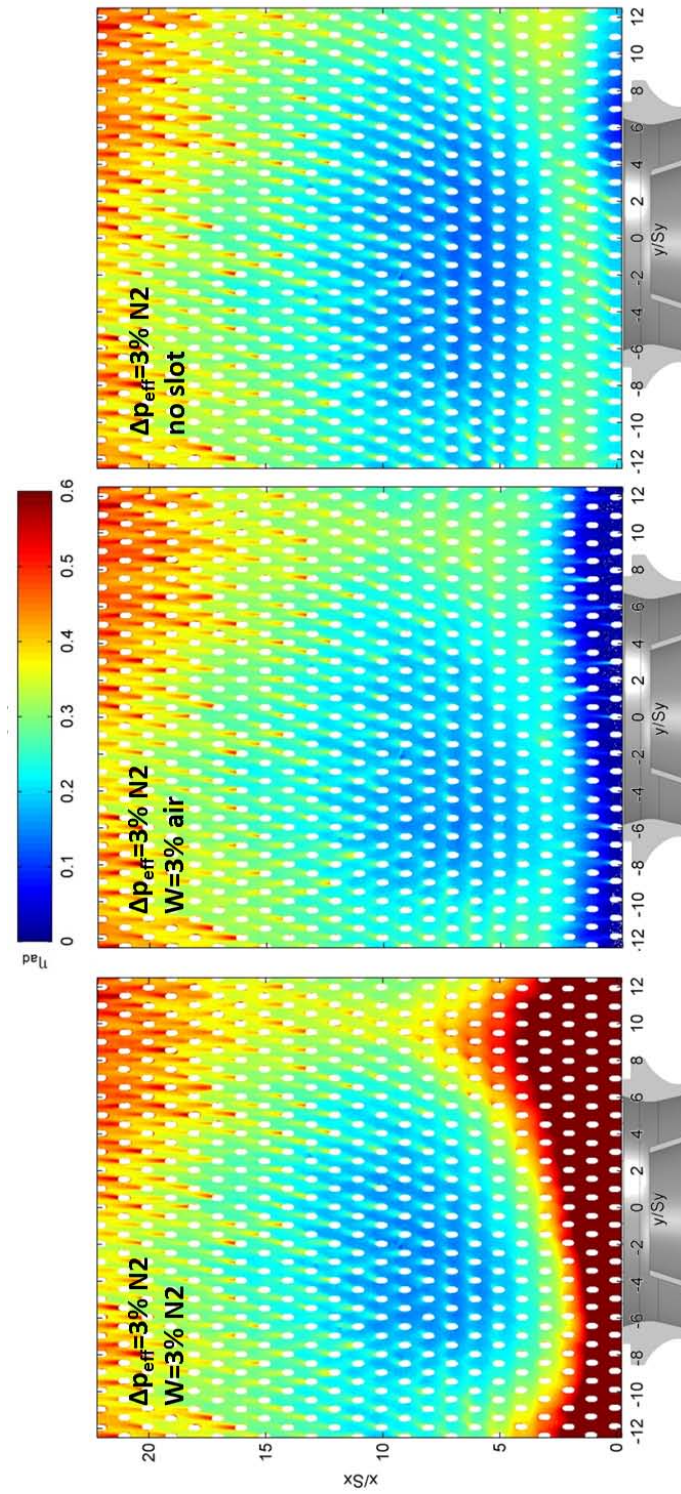 η_ad 0 0.1 0.2 0.3 0.4 0.5 0.6
Δp_eff=3% N2
W=3% N2
Δp_eff=3% N2
W=3% air
Δp_eff=3% N2
no slot
20
15
10
5
0
x/Sx
-12 -10 -8 -6 -4 -2 0 2 4 6 8 10 12
y/Sy
-12 -10 -8 -6 -4 -2 0 2 4 6 8 10 12
y/Sy
-12 -10 -8 -6 -4 -2 0 2 4 6 8 10 12
y/Sy